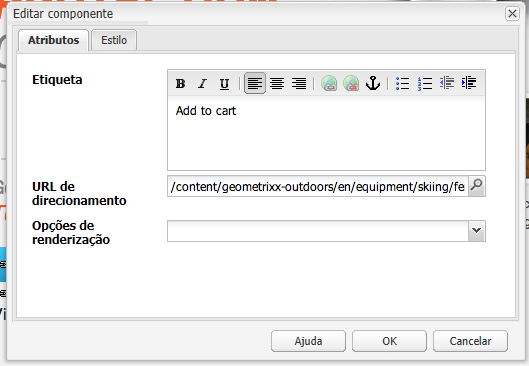 Editar componente
Atributos Estilo
Etiqueta
B I U
Add to cart
URL de
direcionamento
/content/geometrixx-outdoors/en/equipment/skiing/fe
Opções de
renderização
Ajuda OK Cancelar